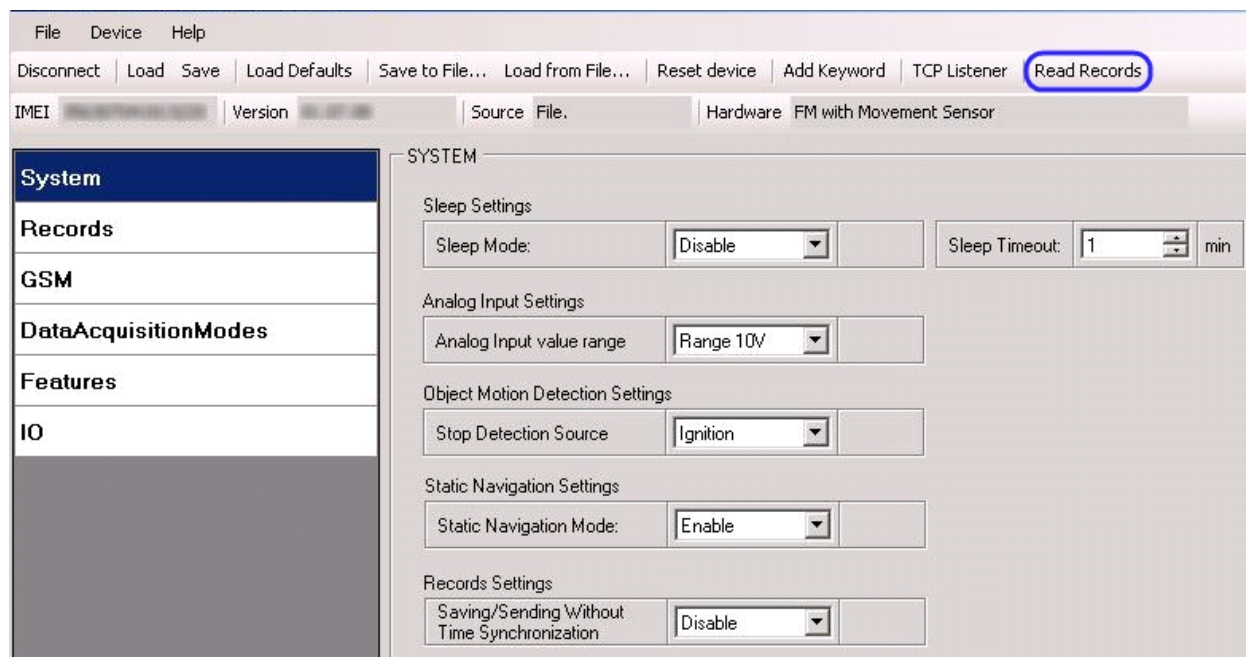 File Device Help
Disconnect Load Save Load Defaults Save to File... Load from File... Reset device Add Keyword TCP Listener Read Records
IMEI Version Source File. Hardware FM with Movement Sensor
System
Records
GSM
DataAcquisitionModes
Features
IO
SYSTEM
Sleep Settings
Sleep Mode: Disable Sleep Timeout: 1 min
Analog Input Settings
Analog Input value range Range 10V
Object Motion Detection Settings
Stop Detection Source Ignition
Static Navigation Settings
Static Navigation Mode: Enable
Records Settings
Saving/Sending Without
Time Synchronization Disable